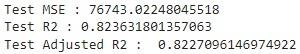 Test MSE : 76743.02248045518
Test R2 : 0.823631801357063
Test Adjusted R2 :  0.8227096146974922